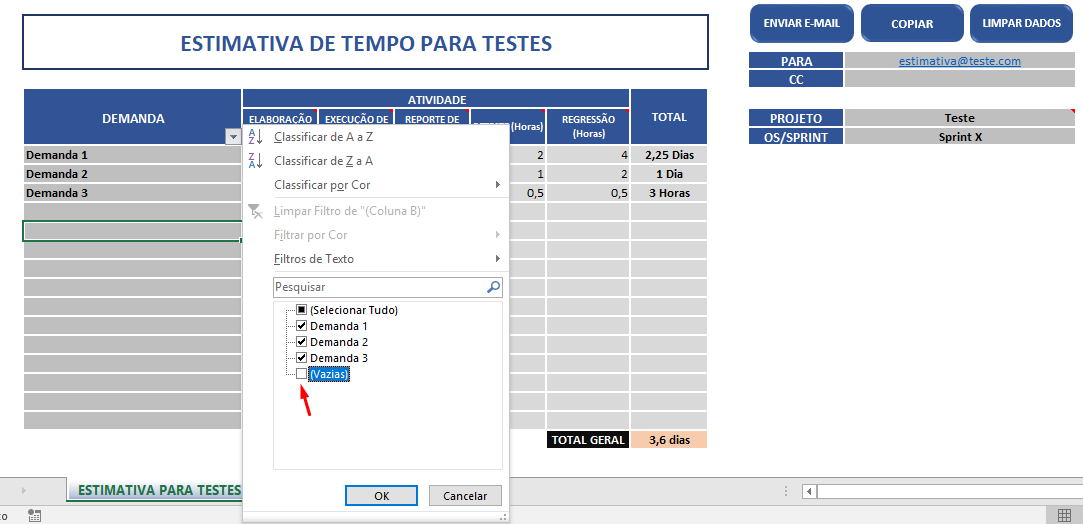 ESTIMATIVA DE TEMPO PARA TESTES
ENVIAR E-MAIL
COPIAR
LIMPAR DADOS
PARA
estimativa@teste.com
CC
PROJETO
Teste
OS/SPRINT
Sprint X
DEMANDA
ATIVIDADE
TOTAL
ELABORAÇÃO
EXECUÇÃO DE
REPORTE DE
(Horas)
REGRESSÃO
(Horas)
Demanda 1
2
4
2,25 Dias
Demanda 2
1
2
1 Dia
Demanda 3
0,5
0,5
3 Horas
Classificar de A a Z
Classificar de Z a A
Classificar por Cor
Limpar Filtro de "(Coluna B)"
Filtrar por Cor
Filtros de Texto
Pesquisar
(Selecionar Tudo)
Demanda 1
Demanda 2
Demanda 3
(Vazias)
OK
Cancelar
TOTAL GERAL
3,6 dias
ESTIMATIVA PARA TESTES